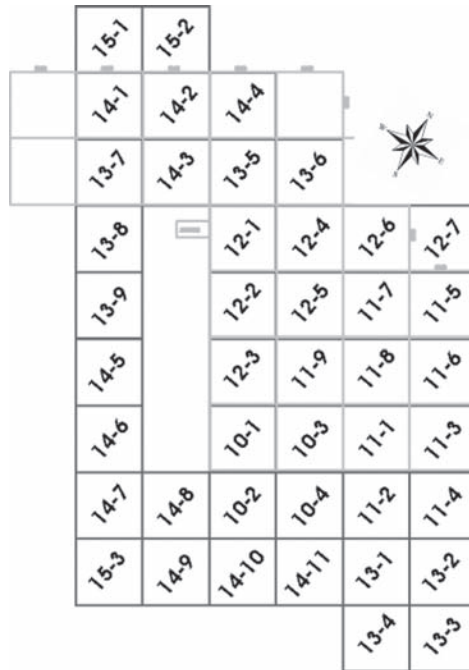 15-1 15-2
14-1 14-2 14-4
N
W
E
S
13-7 14-3 13-5 13-6
13-8 12-1 12-4 12-6 12-7
13-9 12-2 12-5 11-7 11-5
14-5 12-3 11-9 11-8 11-6
14-6 10-1 10-3 11-1 11-3
14-7 14-8 10-2 10-4 11-2 11-4
15-3 14-9 14-10 14-11 13-1 13-2
13-4 13-3